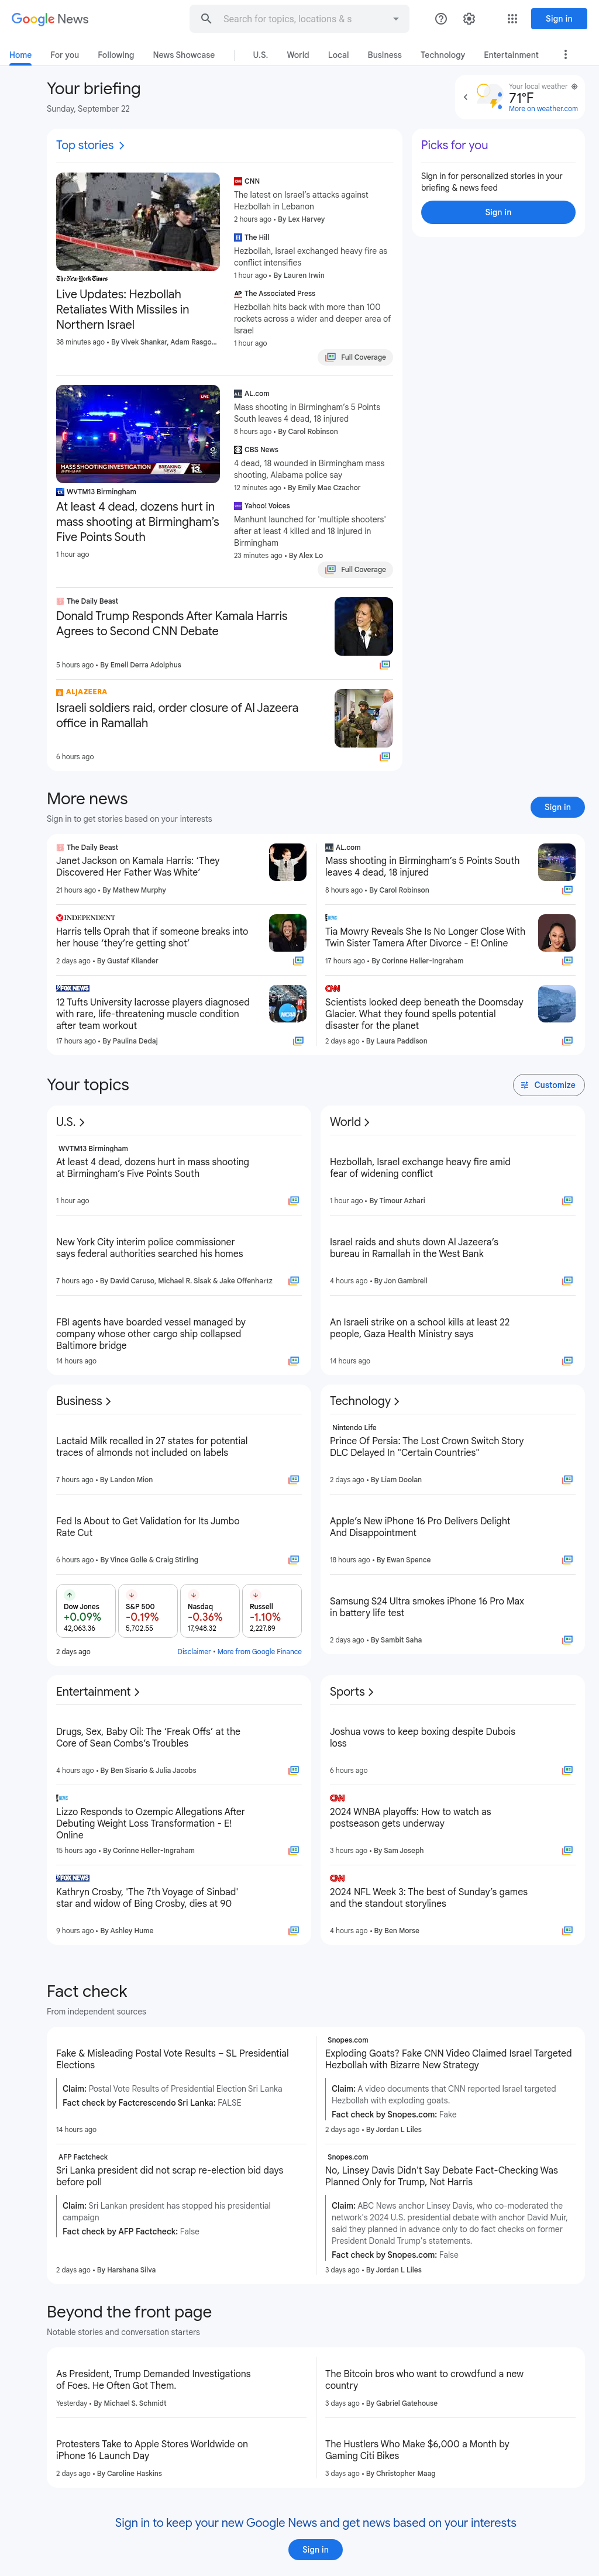 Google News
Search for topics, locations & s
Sign in
Home
For you
Following
News Showcase
U.S.
World
Local
Business
Technology
Entertainment
Your briefing
Sunday, September 22
Your local weather
71°F
More on weather.com
Top stories
The New York Times
Live Updates: Hezbollah
Retaliates With Missiles in
Northern Israel
38 minutes ago • By Vivek Shankar, Adam Rasgo...
CNN
The latest on Israel's attacks against
Hezbollah in Lebanon
2 hours ago • By Lex Harvey
The Hill
Hezbollah, Israel exchanged heavy fire as
conflict intensifies
1 hour ago • By Lauren Irwin
AP The Associated Press
Hezbollah hits back with more than 100
rockets across a wider and deeper area of
Israel
1 hour ago
Full Coverage
Picks for you
Sign in for personalized stories in your
briefing & news feed
Sign in
LIVE
MASS SHOOTING INVESTIGATION
BIRMINGHAM
BREAKING
NEWS
13
WVTM13 Birmingham
At least 4 dead, dozens hurt in
mass shooting at Birmingham's
Five Points South
1 hour ago
AL.com
Mass shooting in Birmingham's 5 Points
South leaves 4 dead, 18 injured
8 hours ago • By Carol Robinson
CBS News
4 dead, 18 wounded in Birmingham mass
shooting, Alabama police say
12 minutes ago • By Emily Mae Czachor
Yahoo! Voices
Manhunt launched for 'multiple shooters'
after at least 4 killed and 18 injured in
Birmingham
23 minutes ago • By Alex Lo
Full Coverage
The Daily Beast
Donald Trump Responds After Kamala Harris
Agrees to Second CNN Debate
5 hours ago • By Emell Derra Adolphus
ALJAZEERA
Israeli soldiers raid, order closure of Al Jazeera
office in Ramallah
6 hours ago
More news
Sign in to get stories based on your interests
Sign in
The Daily Beast
Janet Jackson on Kamala Harris: 'They
Discovered Her Father Was White'
21 hours ago • By Mathew Murphy
AL.com
Mass shooting in Birmingham's 5 Points South
leaves 4 dead, 18 injured
8 hours ago • By Carol Robinson
INDEPENDENT
Harris tells Oprah that if someone breaks into
her house 'they're getting shot'
2 days ago • By Gustaf Kilander
E! NEWS
Tia Mowry Reveals She Is No Longer Close With
Twin Sister Tamera After Divorce - E! Online
17 hours ago • By Corinne Heller-Ingraham
FOX NEWS
12 Tufts University lacrosse players diagnosed
with rare, life-threatening muscle condition
after team workout
17 hours ago • By Paulina Dedaj
NCAA
CNN
Scientists looked deep beneath the Doomsday
Glacier. What they found spells potential
disaster for the planet
2 days ago • By Laura Paddison
Your topics
Customize
U.S.
WVTM13 Birmingham
At least 4 dead, dozens hurt in mass shooting
at Birmingham's Five Points South
1 hour ago
New York City interim police commissioner
says federal authorities searched his homes
7 hours ago • By David Caruso, Michael R. Sisak & Jake Offenhartz
FBI agents have boarded vessel managed by
company whose other cargo ship collapsed
Baltimore bridge
14 hours ago
World
Hezbollah, Israel exchange heavy fire amid
fear of widening conflict
1 hour ago • By Timour Azhari
Israel raids and shuts down Al Jazeera's
bureau in Ramallah in the West Bank
4 hours ago • By Jon Gambrell
An Israeli strike on a school kills at least 22
people, Gaza Health Ministry says
14 hours ago
Business
Lactaid Milk recalled in 27 states for potential
traces of almonds not included on labels
7 hours ago • By Landon Mion
Fed Is About to Get Validation for Its Jumbo
Rate Cut
6 hours ago • By Vince Golle & Craig Stirling
Dow Jones
+0.09%
42,063.36
S&P 500
-0.19%
5,702.55
Nasdaq
-0.36%
17,948.32
Russell
-1.10%
2,227.89
2 days ago
Disclaimer • More from Google Finance
Technology
Nintendo Life
Prince Of Persia: The Lost Crown Switch Story
DLC Delayed In "Certain Countries"
2 days ago • By Liam Doolan
Apple's New iPhone 16 Pro Delivers Delight
And Disappointment
18 hours ago • By Ewan Spence
Samsung S24 Ultra smokes iPhone 16 Pro Max
in battery life test
2 days ago • By Sambit Saha
Entertainment
Drugs, Sex, Baby Oil: The 'Freak Offs' at the
Core of Sean Combs's Troubles
4 hours ago • By Ben Sisario & Julia Jacobs
E! NEWS
Lizzo Responds to Ozempic Allegations After
Debuting Weight Loss Transformation - E!
Online
15 hours ago • By Corinne Heller-Ingraham
FOX NEWS
Kathryn Crosby, 'The 7th Voyage of Sinbad'
star and widow of Bing Crosby, dies at 90
9 hours ago • By Ashley Hume
Sports
Joshua vows to keep boxing despite Dubois
loss
6 hours ago
CNN
2024 WNBA playoffs: How to watch as
postseason gets underway
3 hours ago • By Sam Joseph
CNN
2024 NFL Week 3: The best of Sunday's games
and the standout storylines
4 hours ago • By Ben Morse
Fact check
From independent sources
Fake & Misleading Postal Vote Results – SL Presidential
Elections
Claim: Postal Vote Results of Presidential Election Sri Lanka
Fact check by Factcrescendo Sri Lanka: FALSE
14 hours ago
Snopes.com
Exploding Goats? Fake CNN Video Claimed Israel Targeted
Hezbollah with Bizarre New Strategy
Claim: A video documents that CNN reported Israel targeted
Hezbollah with exploding goats.
Fact check by Snopes.com: Fake
2 days ago • By Jordan L Liles
AFP Factcheck
Sri Lanka president did not scrap re-election bid days
before poll
Claim: Sri Lankan president has stopped his presidential
campaign
Fact check by AFP Factcheck: False
2 days ago • By Harshana Silva
Snopes.com
No, Linsey Davis Didn't Say Debate Fact-Checking Was
Planned Only for Trump, Not Harris
Claim: ABC News anchor Linsey Davis, who co-moderated the
network's 2024 U.S. presidential debate with anchor David Muir,
said they planned in advance only to do fact checks on former
President Donald Trump's statements.
Fact check by Snopes.com: False
3 days ago • By Jordan L Liles
Beyond the front page
Notable stories and conversation starters
As President, Trump Demanded Investigations
of Foes. He Often Got Them.
Yesterday • By Michael S. Schmidt
The Bitcoin bros who want to crowdfund a new
country
3 days ago • By Gabriel Gatehouse
Protesters Take to Apple Stores Worldwide on
iPhone 16 Launch Day
2 days ago • By Caroline Haskins
The Hustlers Who Make $6,000 a Month by
Gaming Citi Bikes
3 days ago • By Christopher Maag
Sign in to keep your new Google News and get news based on your interests
Sign in